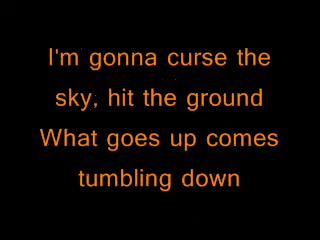 I'm gonna curse the
sky, hit the ground
What goes up comes
tumbling down